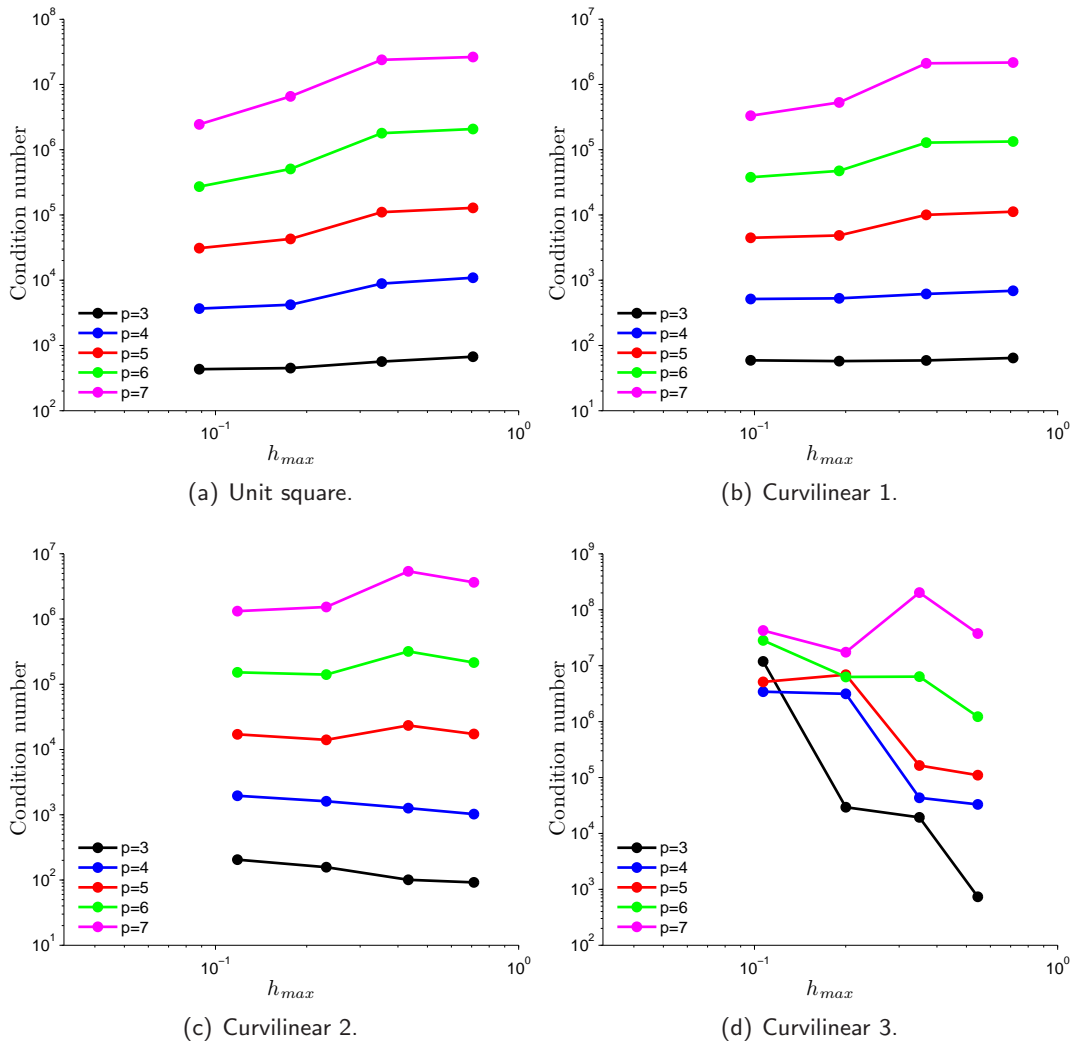 10^8
10^7
10^6
10^5
10^4
10^3
10^2
Condition number
p=3
p=4
p=5
p=6
p=7
10^-1
10^0
h_max
(a) Unit square.
10^7
10^6
10^5
10^4
10^3
10^2
10^1
Condition number
p=3
p=4
p=5
p=6
p=7
10^-1
10^0
h_max
(b) Curvilinear 1.
10^7
10^6
10^5
10^4
10^3
10^2
10^1
Condition number
p=3
p=4
p=5
p=6
p=7
10^-1
10^0
h_max
(c) Curvilinear 2.
10^9
10^8
10^7
10^6
10^5
10^4
10^3
10^2
Condition number
p=3
p=4
p=5
p=6
p=7
10^-1
10^0
h_max
(d) Curvilinear 3.